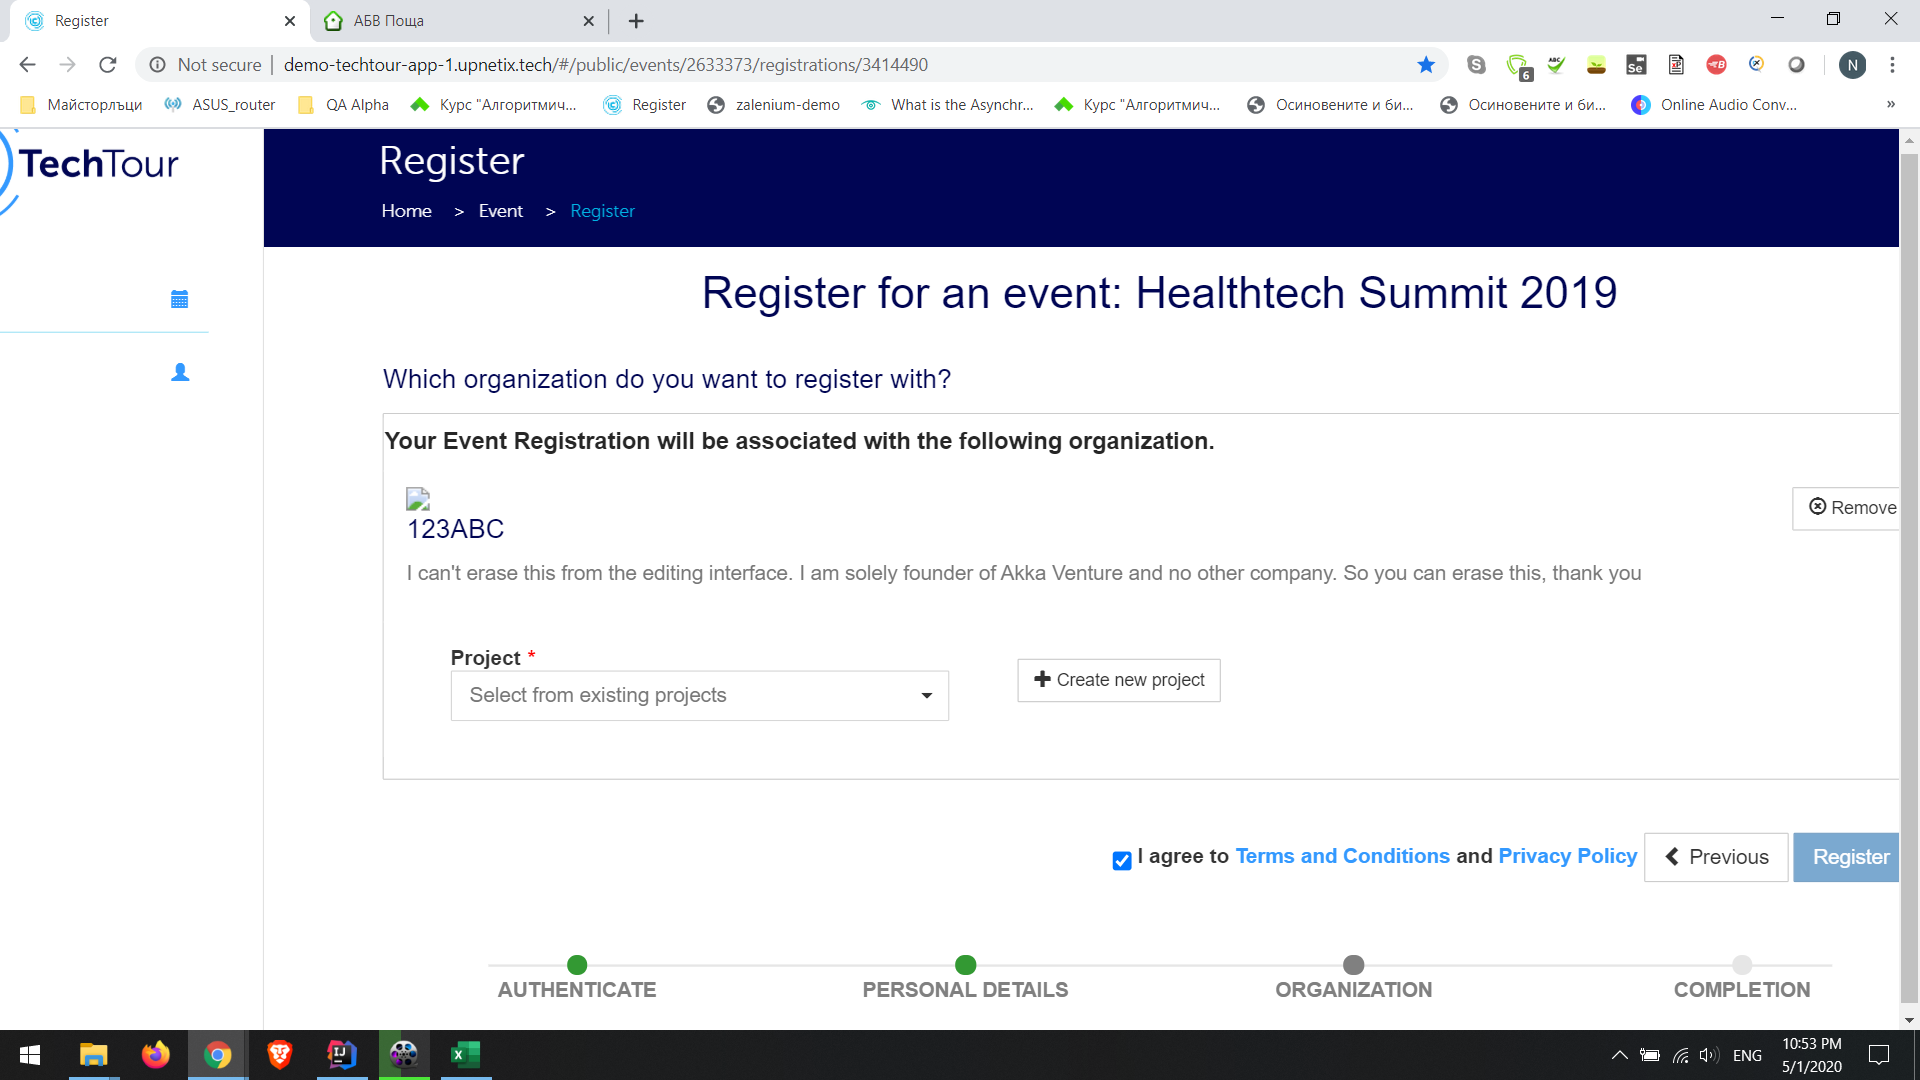 Register
АБВ Поща
Not secure
demo-techtour-app-1.upnetix.tech/#/public/events/2633373/registrations/3414490
6
ABC
Se
XP
B
N
Майсторлъци
ASUS_router
QA Alpha
Курс "Алгоритмич...
Register
zalenium-demo
What is the Asynchr...
Курс "Алгоритмич...
Осиновените и би...
Осиновените и би...
Online Audio Conv...
»
TechTour
Register
Home > Event > Register
Register for an event: Healthtech Summit 2019
Which organization do you want to register with?
Your Event Registration will be associated with the following organization.
Remove
123ABC
I can't erase this from the editing interface. I am solely founder of Akka Venture and no other company. So you can erase this, thank you
Project *
Select from existing projects
Create new project
I agree to Terms and Conditions and Privacy Policy
Previous
Register
AUTHENTICATE
PERSONAL DETAILS
ORGANIZATION
COMPLETION
IJ
X
ENG
10:53 PM
5/1/2020